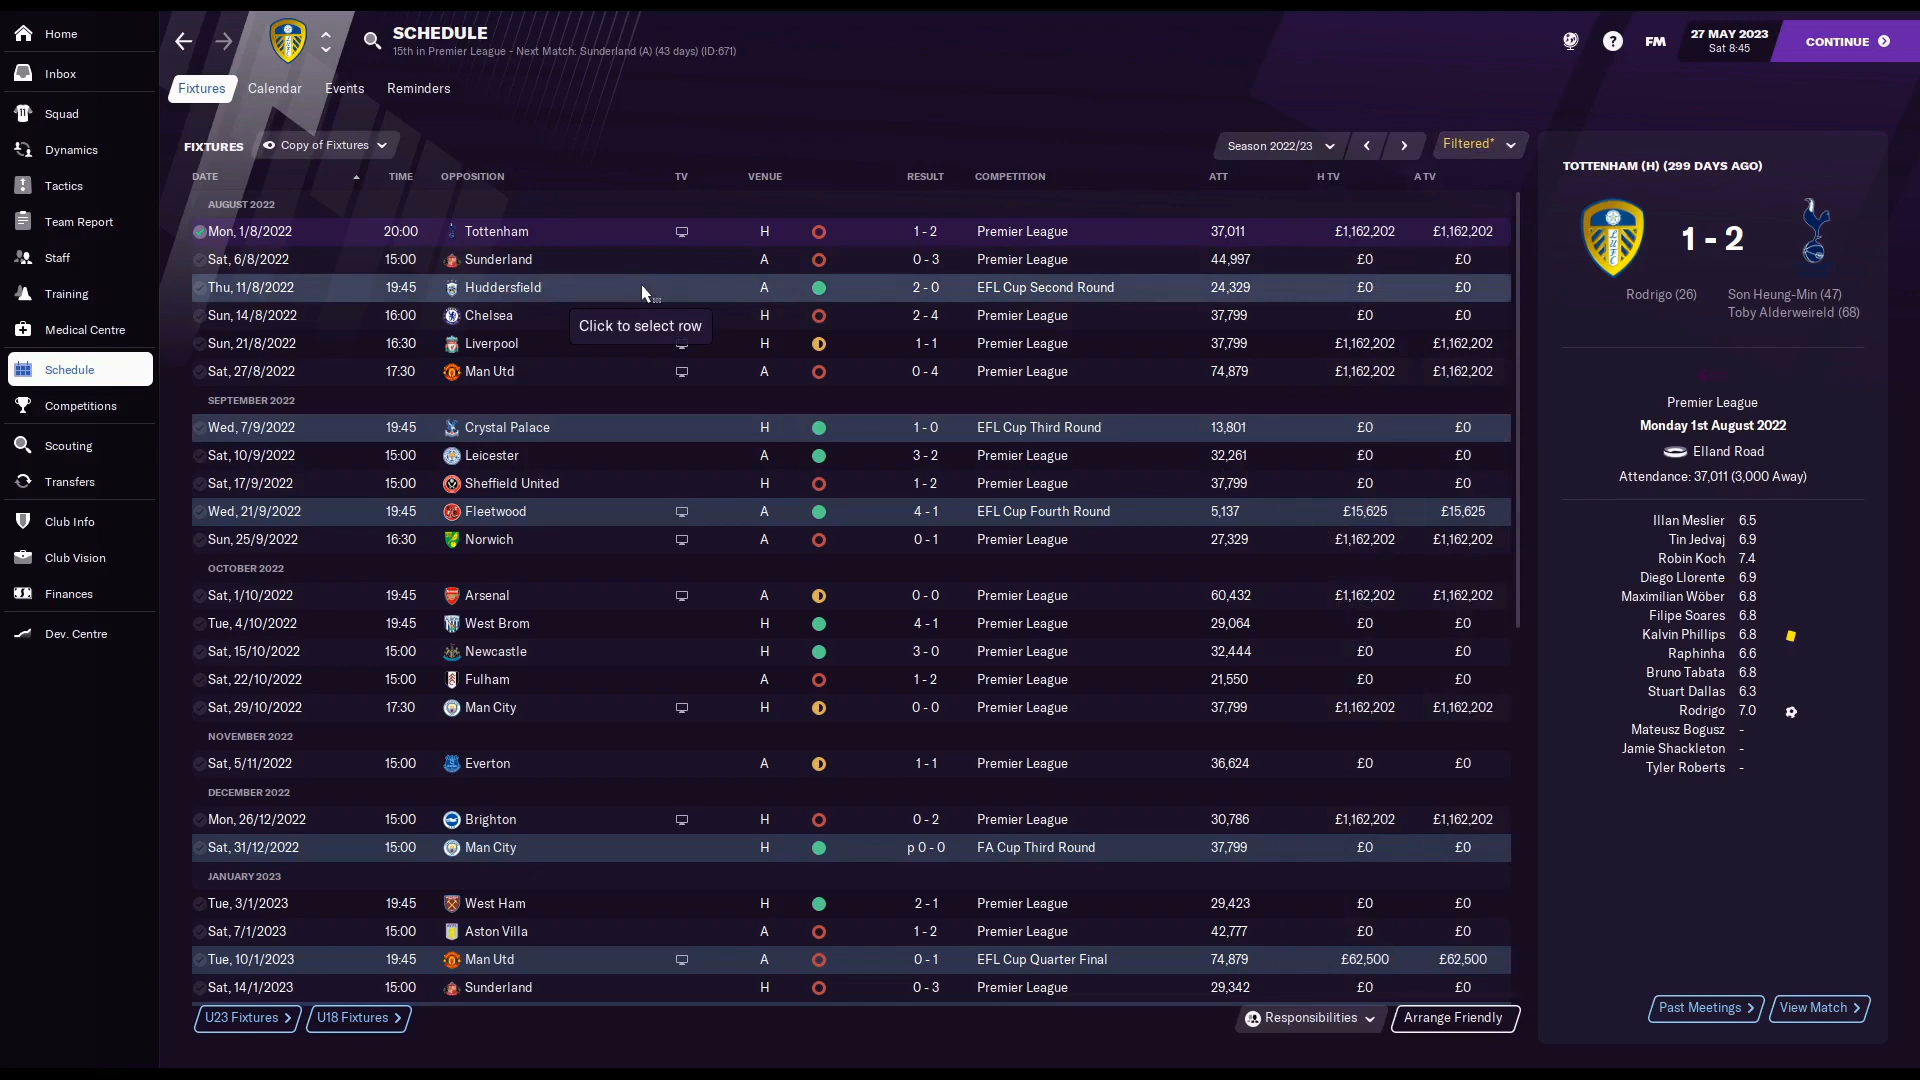 Home
Inbox
Squad
Dynamics
Tactics
Team Report
Staff
Training
Medical Centre
Schedule
Competitions
Scouting
Transfers
Club Info
Club Vision
Finances
Dev. Centre
SCHEDULE
15th in Premier League - Next Match: Sunderland (A) (43 days) (ID:671)
FM
27 MAY 2023
Sat 8:45
CONTINUE
Fixtures Calendar Events Reminders
FIXTURES Copy of Fixtures Season 2022/23 Filtered*
DATE TIME OPPOSITION TV VENUE RESULT COMPETITION ATT H TV A TV
AUGUST 2022
Mon, 1/8/2022 20:00 Tottenham H 1 - 2 Premier League 37,011 £1,162,202 £1,162,202
Sat, 6/8/2022 15:00 Sunderland A 0 - 3 Premier League 44,997 £0 £0
Thu, 11/8/2022 19:45 Huddersfield A 2 - 0 EFL Cup Second Round 24,329 £0 £0
Sun, 14/8/2022 16:00 Chelsea H 2 - 4 Premier League 37,799 £0 £0
Click to select row
Sun, 21/8/2022 16:30 Liverpool H 1 - 1 Premier League 37,799 £1,162,202 £1,162,202
Sat, 27/8/2022 17:30 Man Utd A 0 - 4 Premier League 74,879 £1,162,202 £1,162,202
SEPTEMBER 2022
Wed, 7/9/2022 19:45 Crystal Palace H 1 - 0 EFL Cup Third Round 13,801 £0 £0
Sat, 10/9/2022 15:00 Leicester A 3 - 2 Premier League 32,261 £0 £0
Sat, 17/9/2022 15:00 Sheffield United H 1 - 2 Premier League 37,799 £0 £0
Wed, 21/9/2022 19:45 Fleetwood A 4 - 1 EFL Cup Fourth Round 5,137 £15,625 £15,625
Sun, 25/9/2022 16:30 Norwich A 0 - 1 Premier League 27,329 £1,162,202 £1,162,202
OCTOBER 2022
Sat, 1/10/2022 19:45 Arsenal A 0 - 0 Premier League 60,432 £1,162,202 £1,162,202
Tue, 4/10/2022 19:45 West Brom H 4 - 1 Premier League 29,064 £0 £0
Sat, 15/10/2022 15:00 Newcastle H 3 - 0 Premier League 32,444 £0 £0
Sat, 22/10/2022 15:00 Fulham A 1 - 2 Premier League 21,550 £0 £0
Sat, 29/10/2022 17:30 Man City H 0 - 0 Premier League 37,799 £1,162,202 £1,162,202
NOVEMBER 2022
Sat, 5/11/2022 15:00 Everton A 1 - 1 Premier League 36,624 £0 £0
DECEMBER 2022
Mon, 26/12/2022 15:00 Brighton H 0 - 2 Premier League 30,786 £1,162,202 £1,162,202
Sat, 31/12/2022 15:00 Man City H p 0 - 0 FA Cup Third Round 37,799 £0 £0
JANUARY 2023
Tue, 3/1/2023 19:45 West Ham H 2 - 1 Premier League 29,423 £0 £0
Sat, 7/1/2023 15:00 Aston Villa A 1 - 2 Premier League 42,777 £0 £0
Tue, 10/1/2023 19:45 Man Utd A 0 - 1 EFL Cup Quarter Final 74,879 £62,500 £62,500
Sat, 14/1/2023 15:00 Sunderland H 0 - 3 Premier League 29,342 £0 £0
U23 Fixtures U18 Fixtures Responsibilities Arrange Friendly
TOTTENHAM (H) (299 DAYS AGO)
1 - 2
Rodrigo (26) Son Heung-Min (47)
Toby Alderweireld (68)
Premier League
Monday 1st August 2022
Elland Road
Attendance: 37,011 (3,000 Away)
Illan Meslier 6.5
Tin Jedvaj 6.9
Robin Koch 7.4
Diego Llorente 6.9
Maximilian Wöber 6.8
Filipe Soares 6.8
Kalvin Phillips 6.8
Raphinha 6.6
Bruno Tabata 6.8
Stuart Dallas 6.3
Rodrigo 7.0
Mateusz Bogusz -
Jamie Shackleton -
Tyler Roberts -
Past Meetings View Match